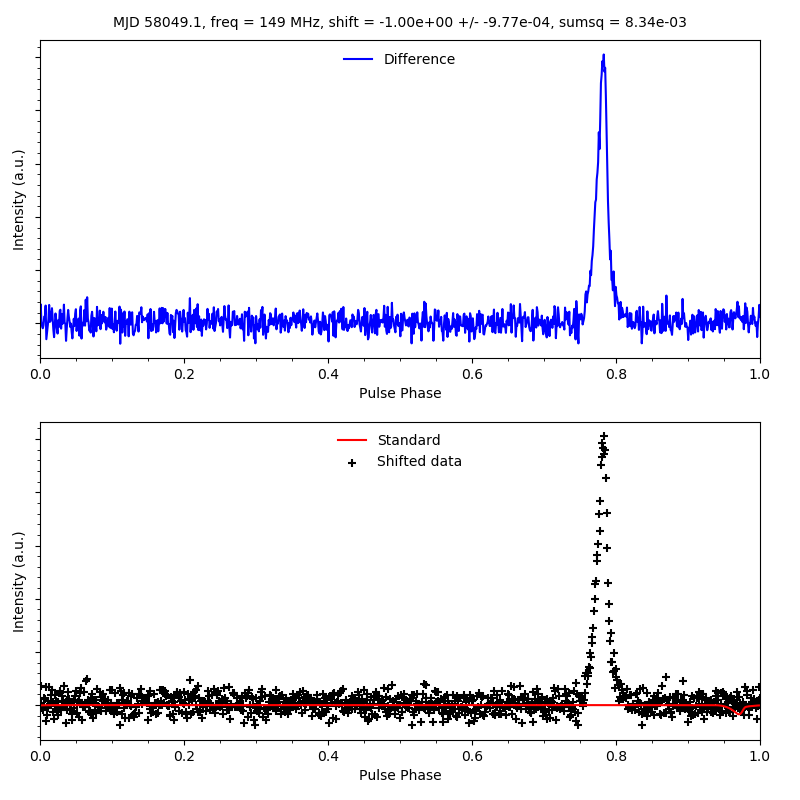 MJD 58049.1, freq = 149 MHz, shift = -1.00e+00 +/- -9.77e-04, sumsq = 8.34e-03
Difference
Intensity (a.u.)
0.0 0.2 0.4 0.6 0.8 1.0
Pulse Phase
Standard
Shifted data
Intensity (a.u.)
0.0 0.2 0.4 0.6 0.8 1.0
Pulse Phase